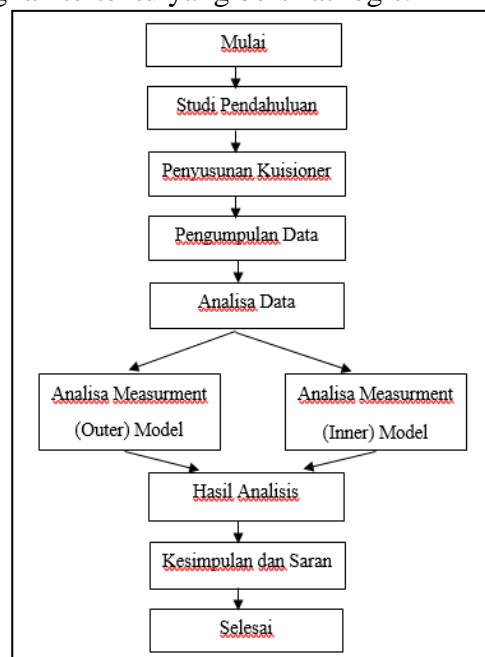 Mulai
Studi Pendahuluan
Penyusunan Kuisioner
Pengumpulan Data
Analisa Data
Analisa Measurment
(Outer) Model
Analisa Measurment
(Inner) Model
Hasil Analisis
Kesimpulan dan Saran
Selesai